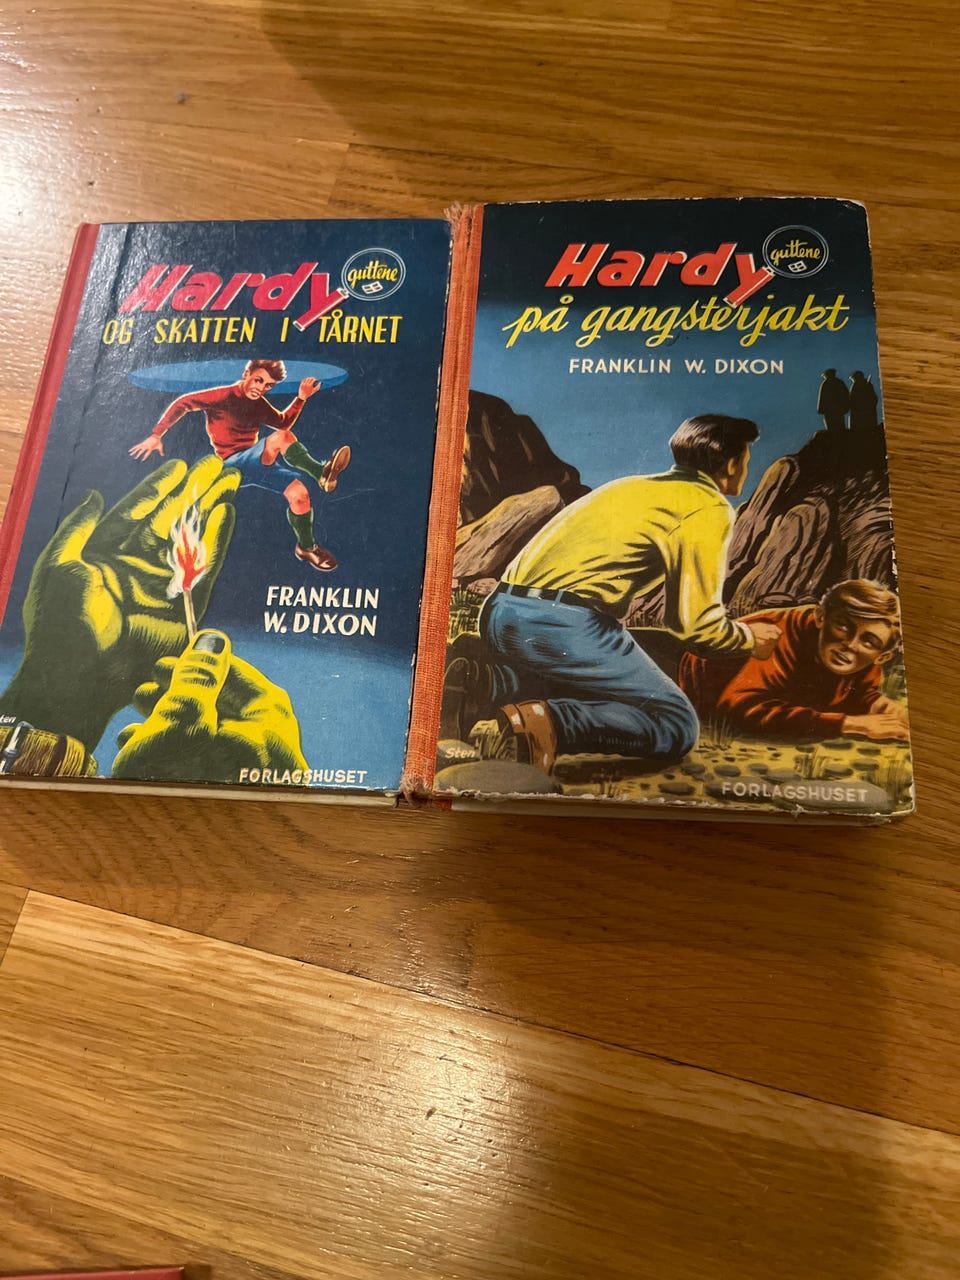 Hardy guttene
OG SKATTEN I TÅRNET
FRANKLIN
W. DIXON
FORLAGSHUSET
Hardy guttene
på gangsterjakt
FRANKLIN W. DIXON
Sten
FORLAGSHUSET